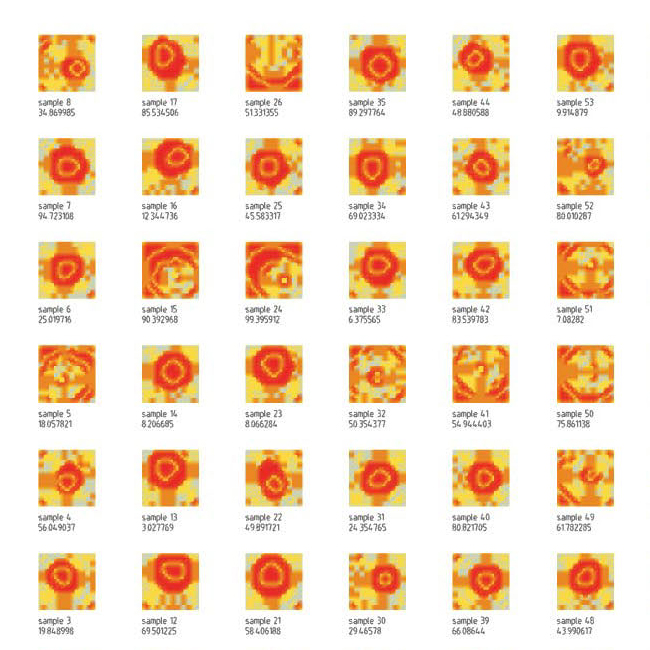 sample 8
34.869985
sample 17
85.534506
sample 26
51.331355
sample 35
89.297764
sample 44
48.880588
sample 53
9.914879
sample 7
94.723108
sample 16
12.344736
sample 25
45.583317
sample 34
69.023334
sample 43
61.294349
sample 52
80.010287
sample 6
25.019716
sample 15
90.392968
sample 24
99.395912
sample 33
6.375565
sample 42
83.539783
sample 51
7.08282
sample 5
18.057821
sample 14
8.206685
sample 23
8.066284
sample 32
50.354377
sample 41
54.944403
sample 50
75.861138
sample 4
56.049037
sample 13
3.027769
sample 22
49.891721
sample 31
24.354765
sample 40
80.821705
sample 49
61.782285
sample 3
19.848998
sample 12
69.501225
sample 21
58.406188
sample 30
29.46578
sample 39
66.08644
sample 48
43.990617